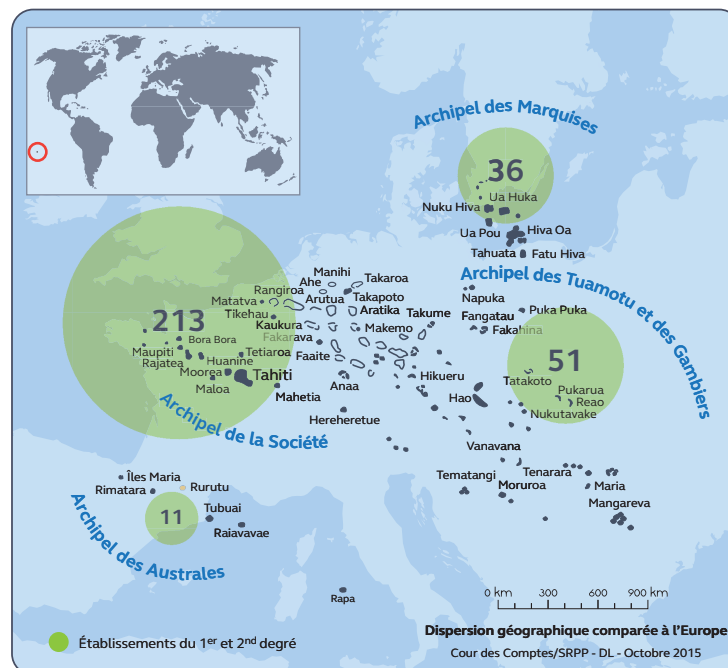 Archipel des Marquises
36
Ua Huka
Nuku Hiva
Ua Pou
Hiva Oa
Tahuata
Fatu Hiva
Archipel des Tuamotu et des Gambiers
Manihi
Ahe
Takaroa
Rangiroa
Takapoto
Arutua
Matatva
Tikehau
Aratika
Napuka
Puka Puka
Fangatau
Fakahina
Takume
Kaukura
Makemo
Fakarava
213
Bora Bora
Maupiti
Rajatea
Huanine
Tetiaroa
Faaite
Moorea
Tahiti
Maloa
Mahetia
Anaa
Hikueru
Hao
51
Tatakoto
Pukarua
Reao
Nukutavake
Hereheretue
Archipel de la Société
Vanavana
Tematangi
Tenarara
Moruroa
Maria
Mangareva
Îles Maria
Rimatara
Rurutu
11
Tubuai
Raiavavae
Archipel des Australes
Rapa
0 km 300 600 900 km
Établissements du 1er et 2nd degré
Dispersion géographique comparée à l'Europe
Cour des Comptes/SRPP - DL - Octobre 2015